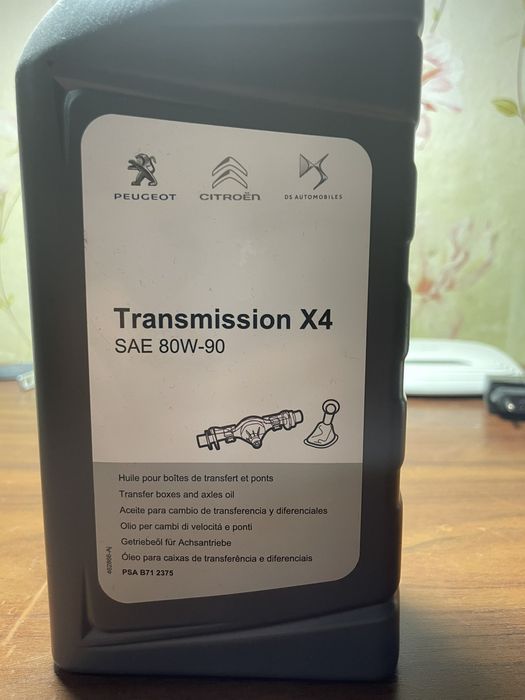 PEUGEOT CITROËN DS AUTOMOBILES
Transmission X4
SAE 80W-90
Huile pour boîtes de transfert et ponts
Transfer boxes and axles oil
Aceite para cambio de transferencia y diferenciales
Olio per cambi di velocitá e ponti
Getriebeöl für Achsantriebe
Óleo para caixas de transferência e diferenciais
PSA B71 2375